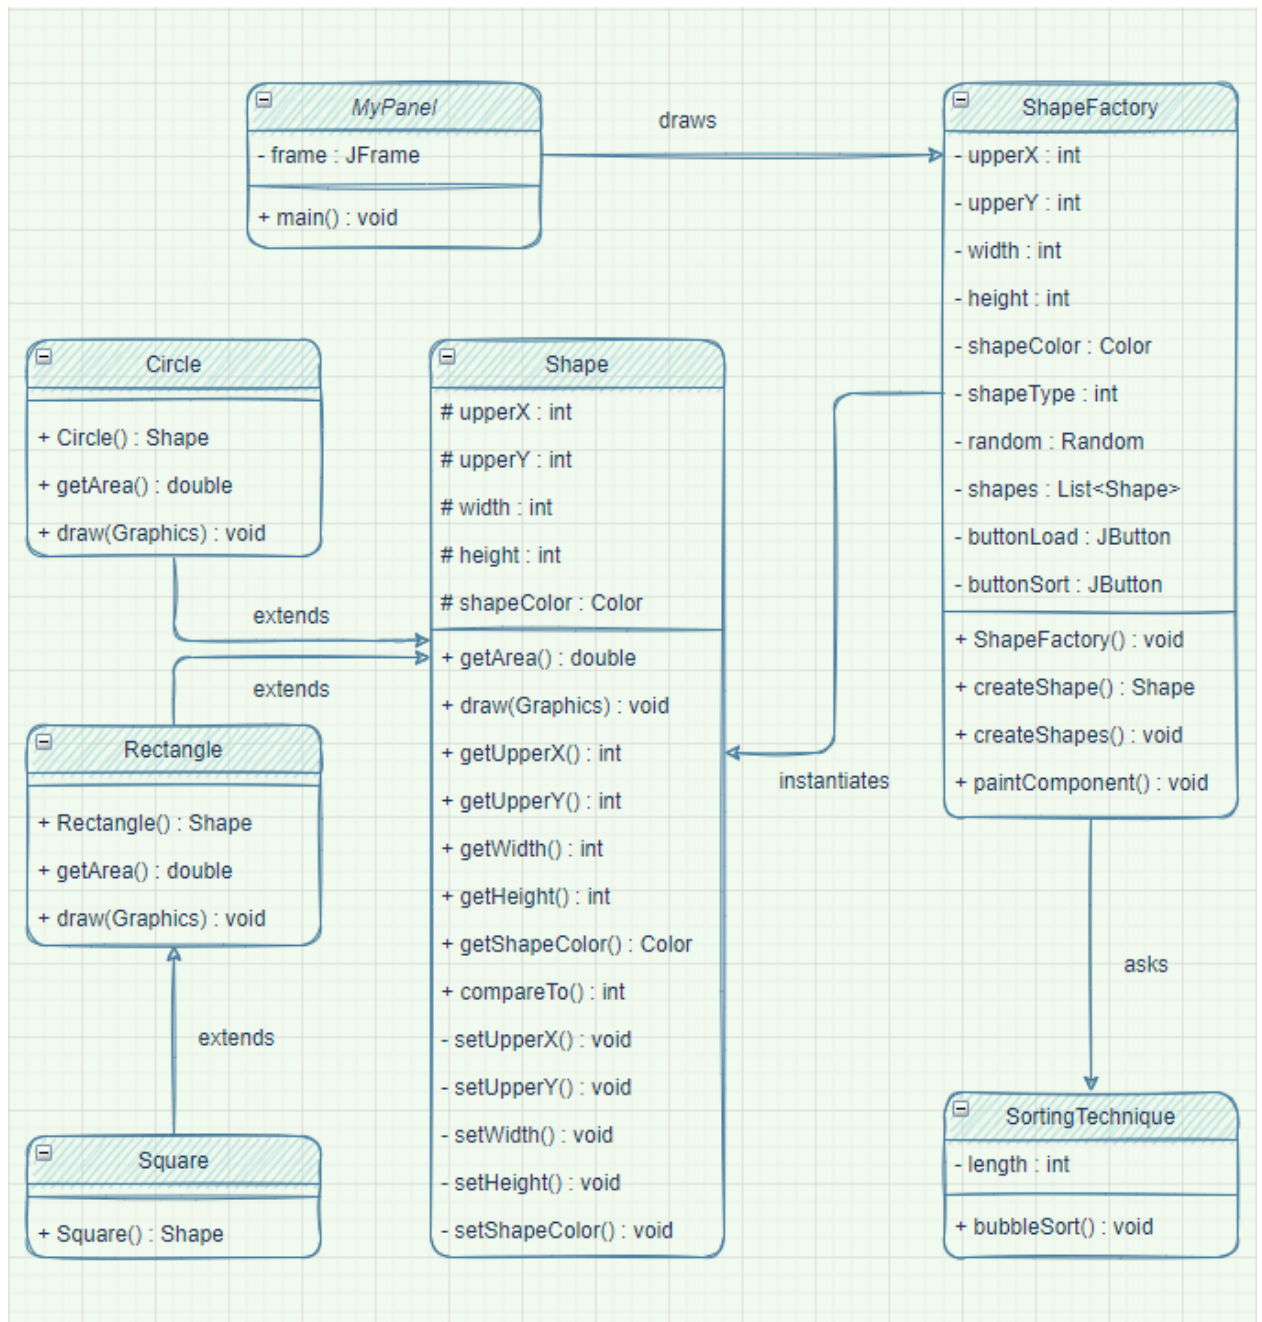 MyPanel
- frame : JFrame
+ main() : void
draws
ShapeFactory
- upperX : int
- upperY : int
- width : int
- height : int
- shapeColor : Color
- shapeType : int
- random : Random
- shapes : List<Shape>
- buttonLoad : JButton
- buttonSort : JButton
+ ShapeFactory() : void
+ createShape() : Shape
+ createShapes() : void
+ paintComponent() : void
Circle
+ Circle() : Shape
+ getArea() : double
+ draw(Graphics) : void
extends
extends
Rectangle
+ Rectangle() : Shape
+ getArea() : double
+ draw(Graphics) : void
extends
Square
+ Square() : Shape
Shape
# upperX : int
# upperY : int
# width : int
# height : int
# shapeColor : Color
+ getArea() : double
+ draw(Graphics) : void
+ getUpperX() : int
+ getUpperY() : int
+ getWidth() : int
+ getHeight() : int
+ getShapeColor() : Color
+ compareTo() : int
- setUpperX() : void
- setUpperY() : void
- setWidth() : void
- setHeight() : void
- setShapeColor() : void
instantiates
asks
SortingTechnique
- length : int
+ bubbleSort() : void